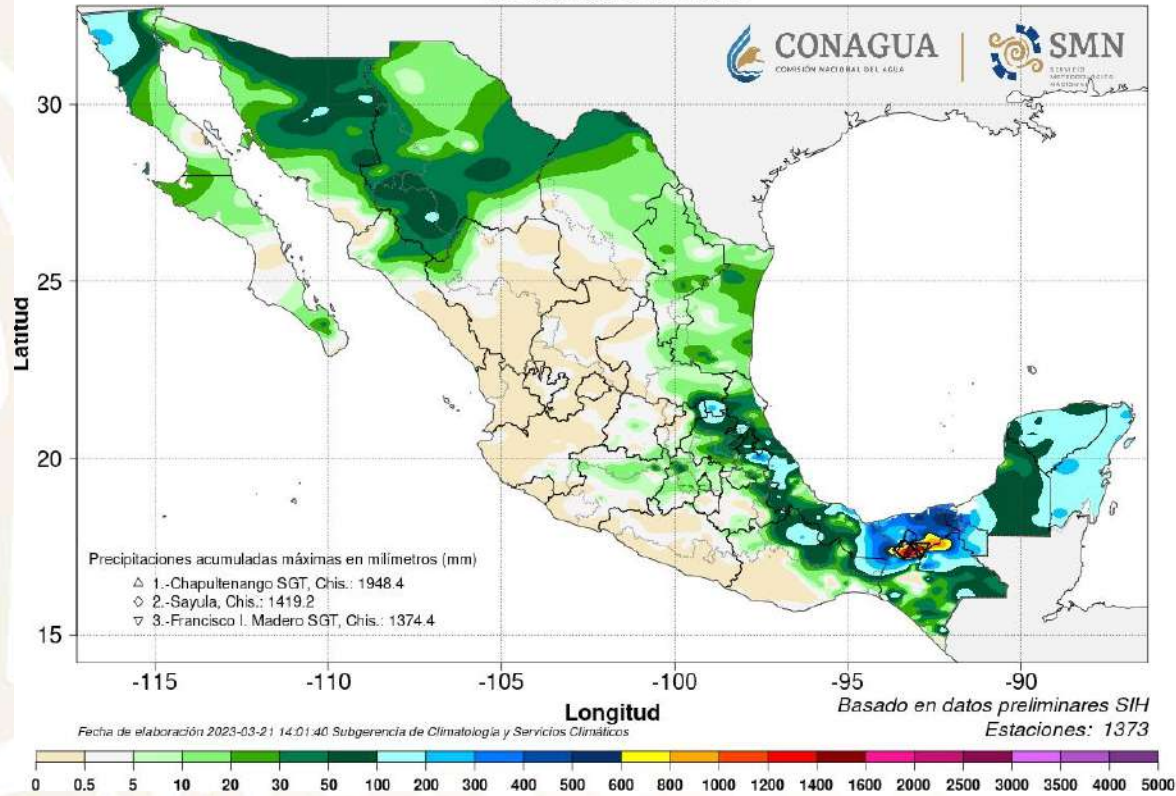 CONAGUA
COMISIÓN NACIONAL DEL AGUA
SMN
SERVICIO
METEOROLÓGICO
NACIONAL
30
25
20
15
Latitud
Precipitaciones acumuladas máximas en milímetros (mm)
△ 1.-Chapultenango SGT, Chis.: 1948.4
◇ 2.-Sayula, Chis.: 1419.2
▽ 3.-Francisco I. Madero SGT, Chis.: 1374.4
-115 -110 -105 -100 -95 -90
Longitud
Basado en datos preliminares SIH
Estaciones: 1373
Fecha de elaboración 2023-03-21 14:01:40 Subgerencia de Climatología y Servicios Climáticos
0 0.5 5 10 20 30 50 100 200 300 400 500 600 800 1000 1200 1400 1600 2000 2500 3000 3500 4000 5000